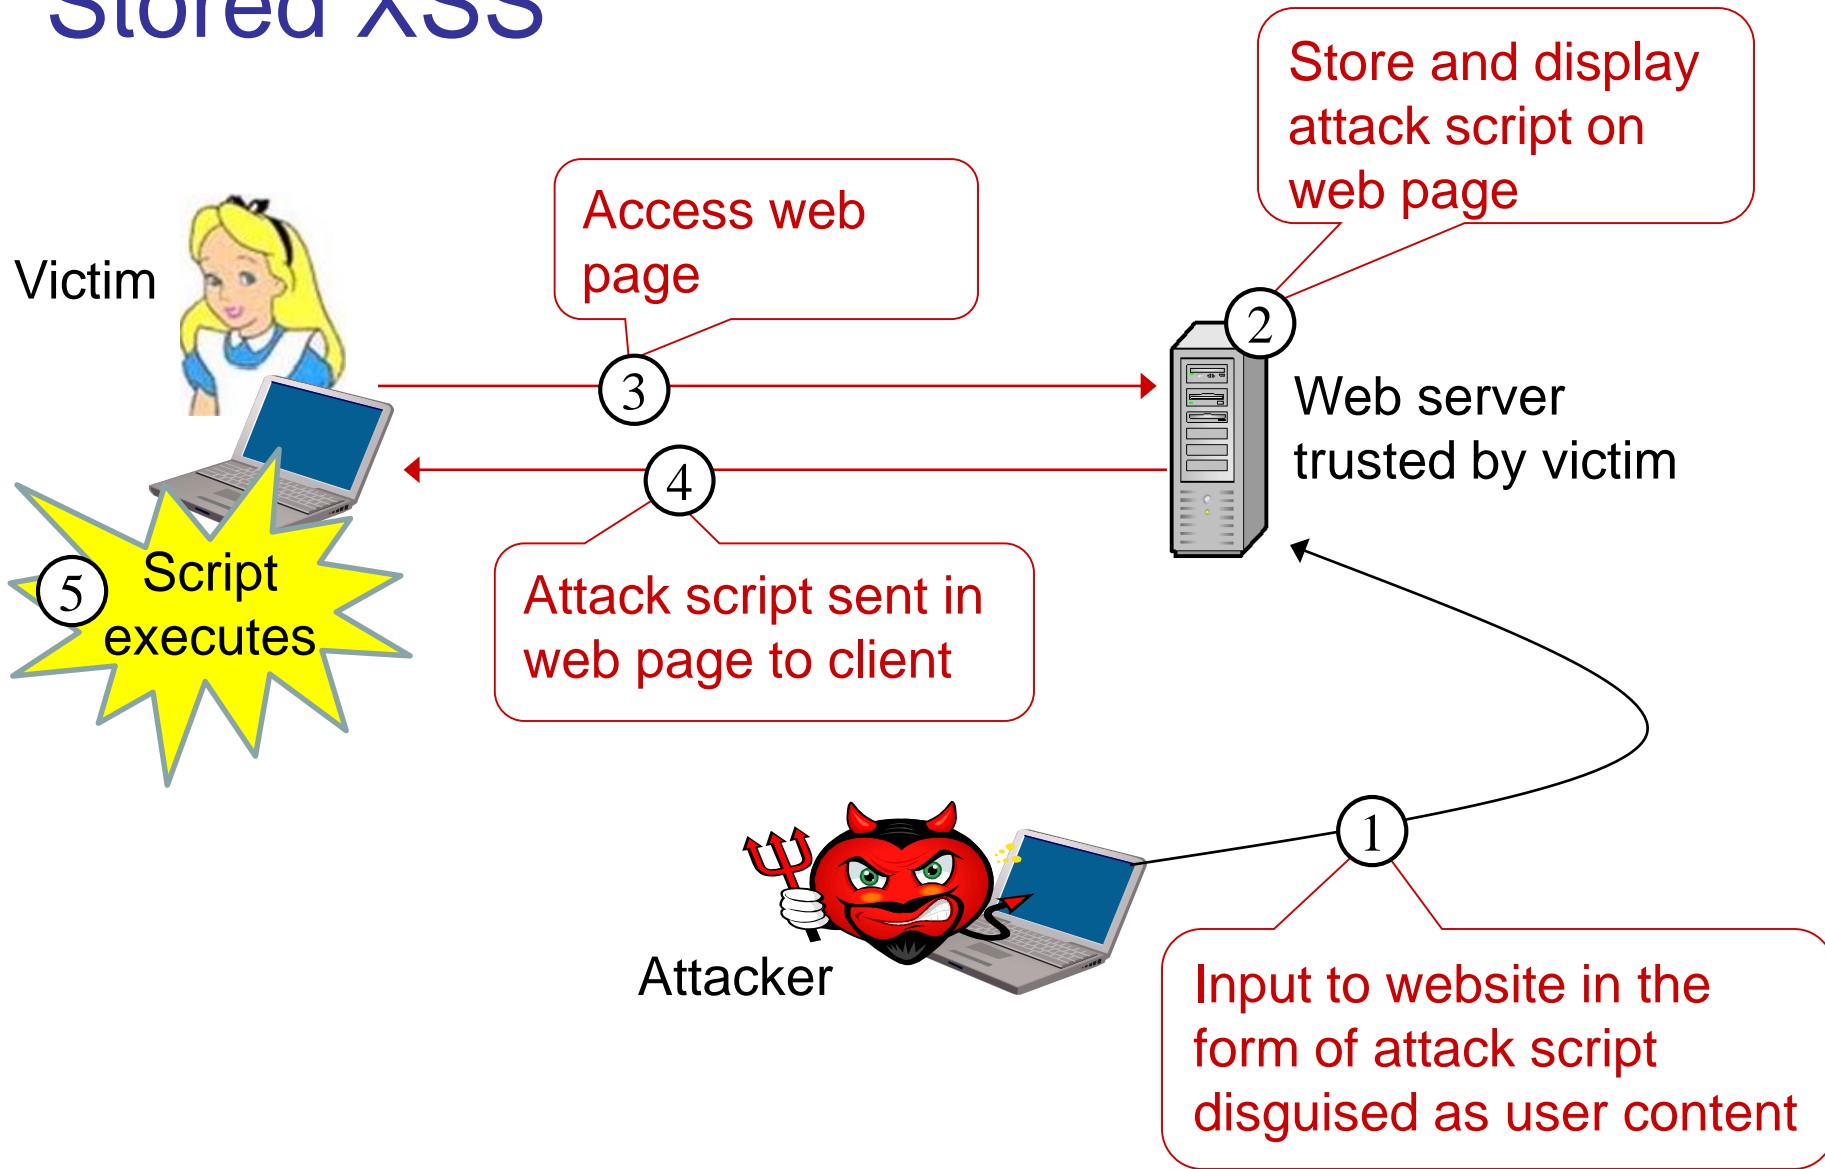 Stored XSS
Store and display
attack script on
web page
Access web
page
Victim
3
2
Web server
trusted by victim
4
5
Script
executes
Attack script sent in
web page to client
1
Attacker
Input to website in the
form of attack script
disguised as user content